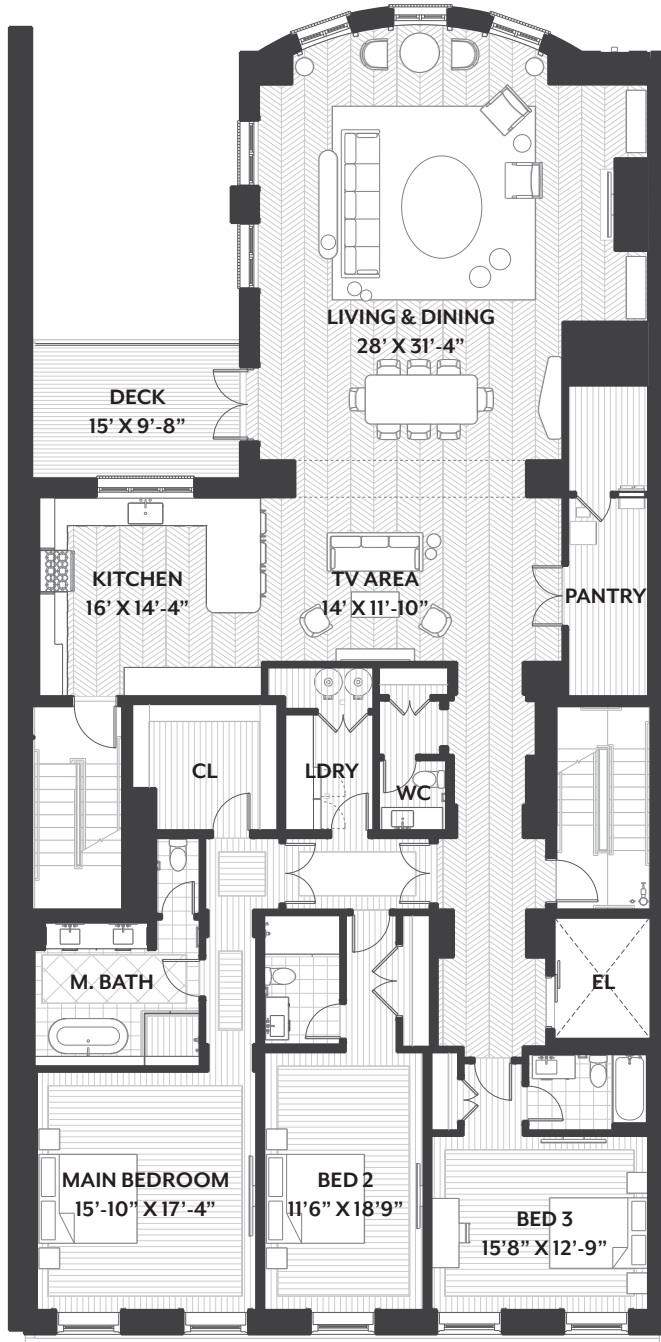 LIVING & DINING
28’ X 31’-4”
DECK
15’ X 9’-8”
KITCHEN
16’ X 14’-4”
TV AREA
14’ X 11’-10”
PANTRY
CL
LDRY
WC
M. BATH
EL
MAIN BEDROOM
15’-10” X 17’-4”
BED 2
11’6” X 18’9”
BED 3
15’8” X 12’-9”